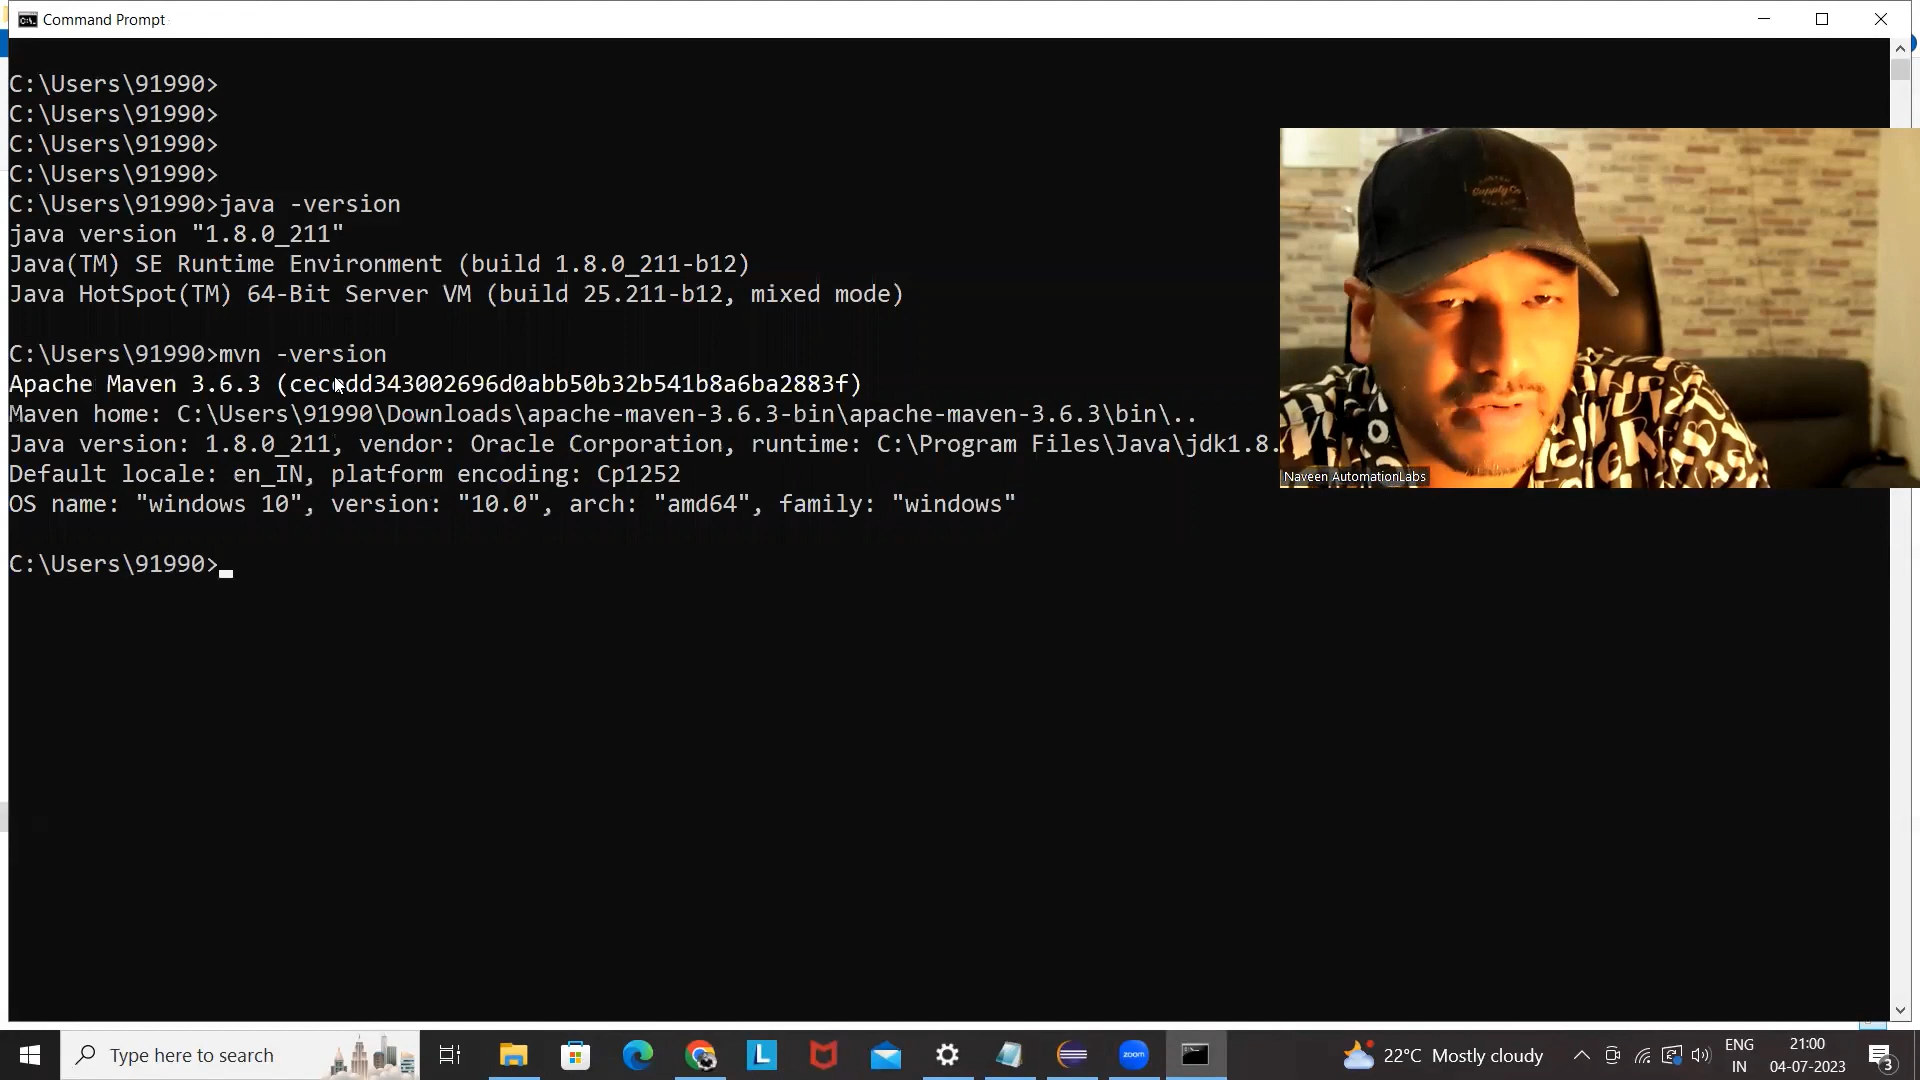 Command Prompt
C:\Users\91990>
C:\Users\91990>
C:\Users\91990>
C:\Users\91990>
C:\Users\91990>java -version
java version "1.8.0_211"
Java(TM) SE Runtime Environment (build 1.8.0_211-b12)
Java HotSpot(TM) 64-Bit Server VM (build 25.211-b12, mixed mode)
C:\Users\91990>mvn -version
Apache Maven 3.6.3 (cecedd343002696d0abb50b32b541b8a6ba2883f)
Maven home: C:\Users\91990\Downloads\apache-maven-3.6.3-bin\apache-maven-3.6.3\bin\..
Java version: 1.8.0_211, vendor: Oracle Corporation, runtime: C:\Program Files\Java\jdk1.8.
Default locale: en_IN, platform encoding: Cp1252
OS name: "windows 10", version: "10.0", arch: "amd64", family: "windows"
C:\Users\91990>
Supply Co
Naveen AutomationLabs
Type here to search
L
zoom
22°C Mostly cloudy
ENG
IN
21:00
04-07-2023
3